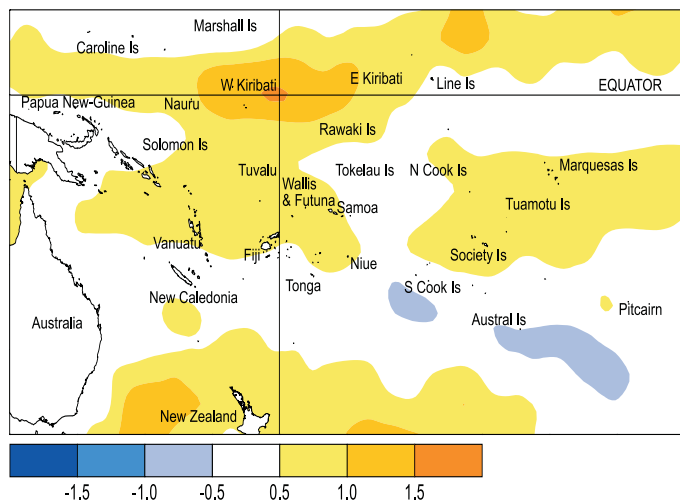 Marshall Is
Caroline Is
W Kiribati
E Kiribati
Line Is
EQUATOR
Papua New-Guinea
Nauru
Rawaki Is
Solomon Is
Tuvalu
Tokelau Is
N Cook Is
Marquesas Is
Wallis
& Futuna
Samoa
Tuamotu Is
Vanuatu
Fiji
Niue
Society Is
New Caledonia
Tonga
S Cook Is
Australia
Austral Is
Pitcairn
New Zealand
-1.5 -1.0 -0.5 0.5 1.0 1.5